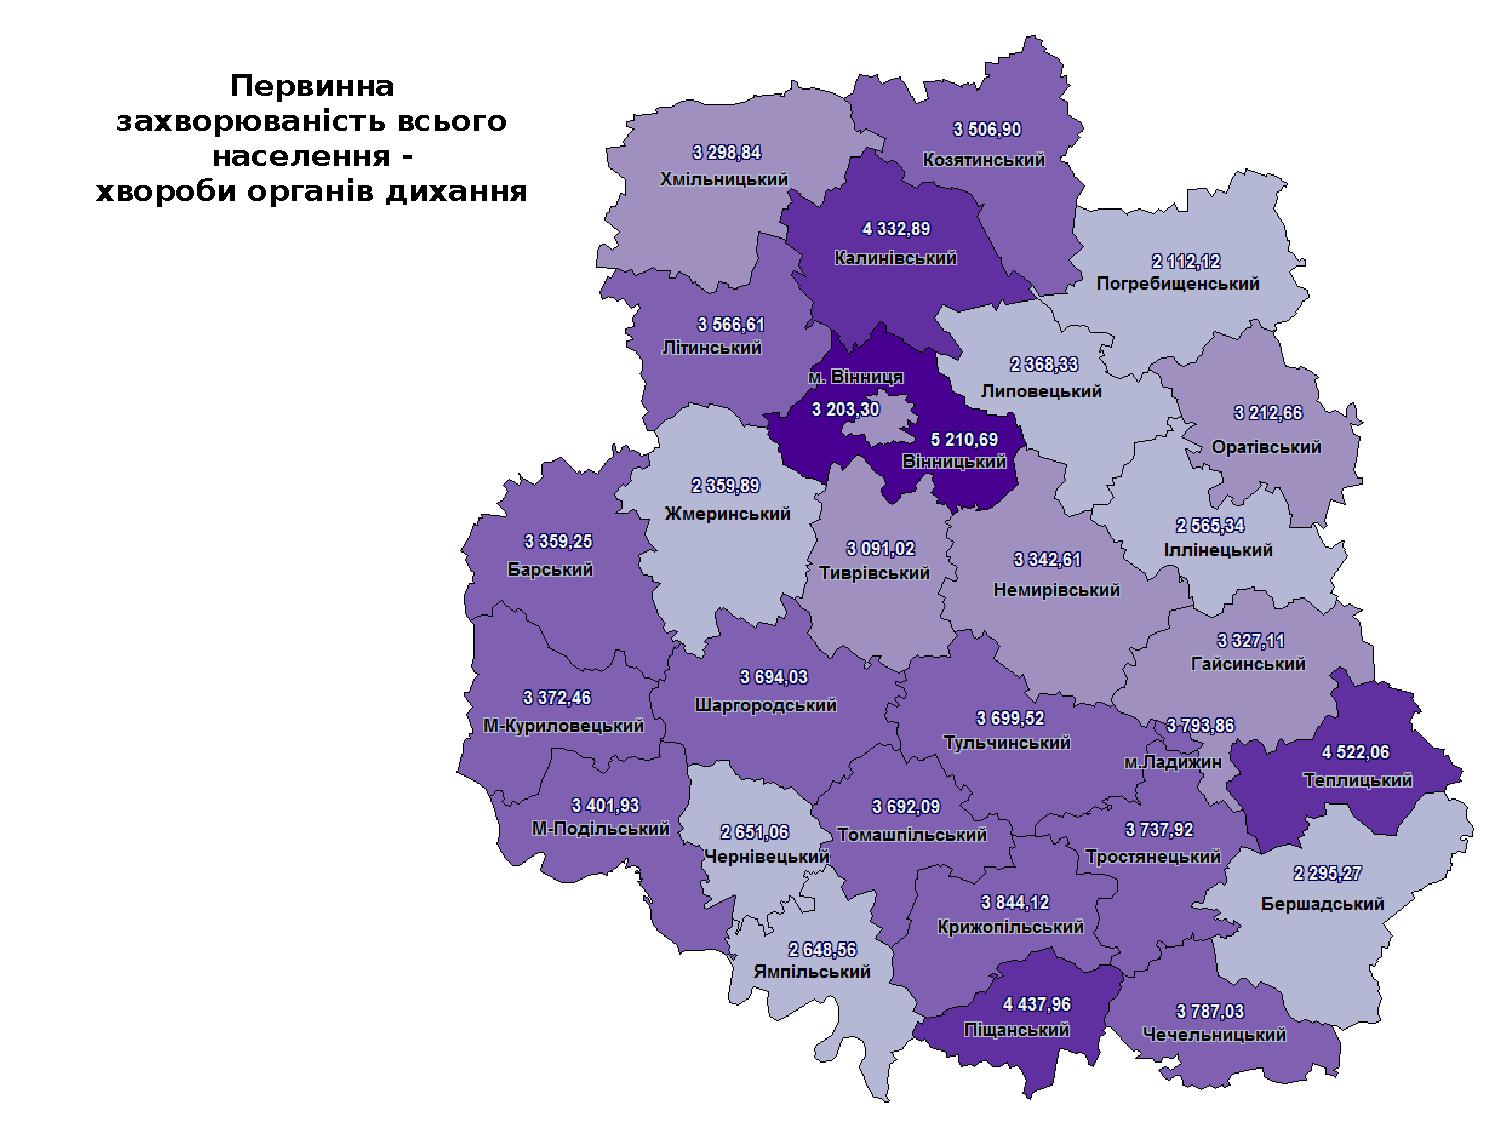 Первинна
захворюваність всього
населення -
хвороби органів дихання
3 506,90
Козятинський
3 298,84
Хмільницький
4 332,89
Калинівський
2 112,12
Погребищенський
3 566,61
Літинський
2 368,33
Липовецький
м. Вінниця
3 203,30
5 210,69
Вінницький
3 212,66
Оратівський
2 359,89
Жмеринський
3 359,25
Барський
3 091,02
Тиврівський
3 342,61
Немирівський
2 565,34
Іллінецький
3 327,11
Гайсинський
3 372,46
М-Куриловецький
3 694,03
Шаргородський
3 699,52
Тульчинський
3 793,86
м.Ладижин
4 522,06
Теплицький
3 401,93
М-Подільський
2 651,06
Чернівецький
3 692,09
Томашпільський
3 737,92
Тростянецький
2 295,27
Бершадський
3 844,12
Крижопільський
2 648,56
Ямпільський
4 437,96
Піщанський
3 787,03
Чечельницький